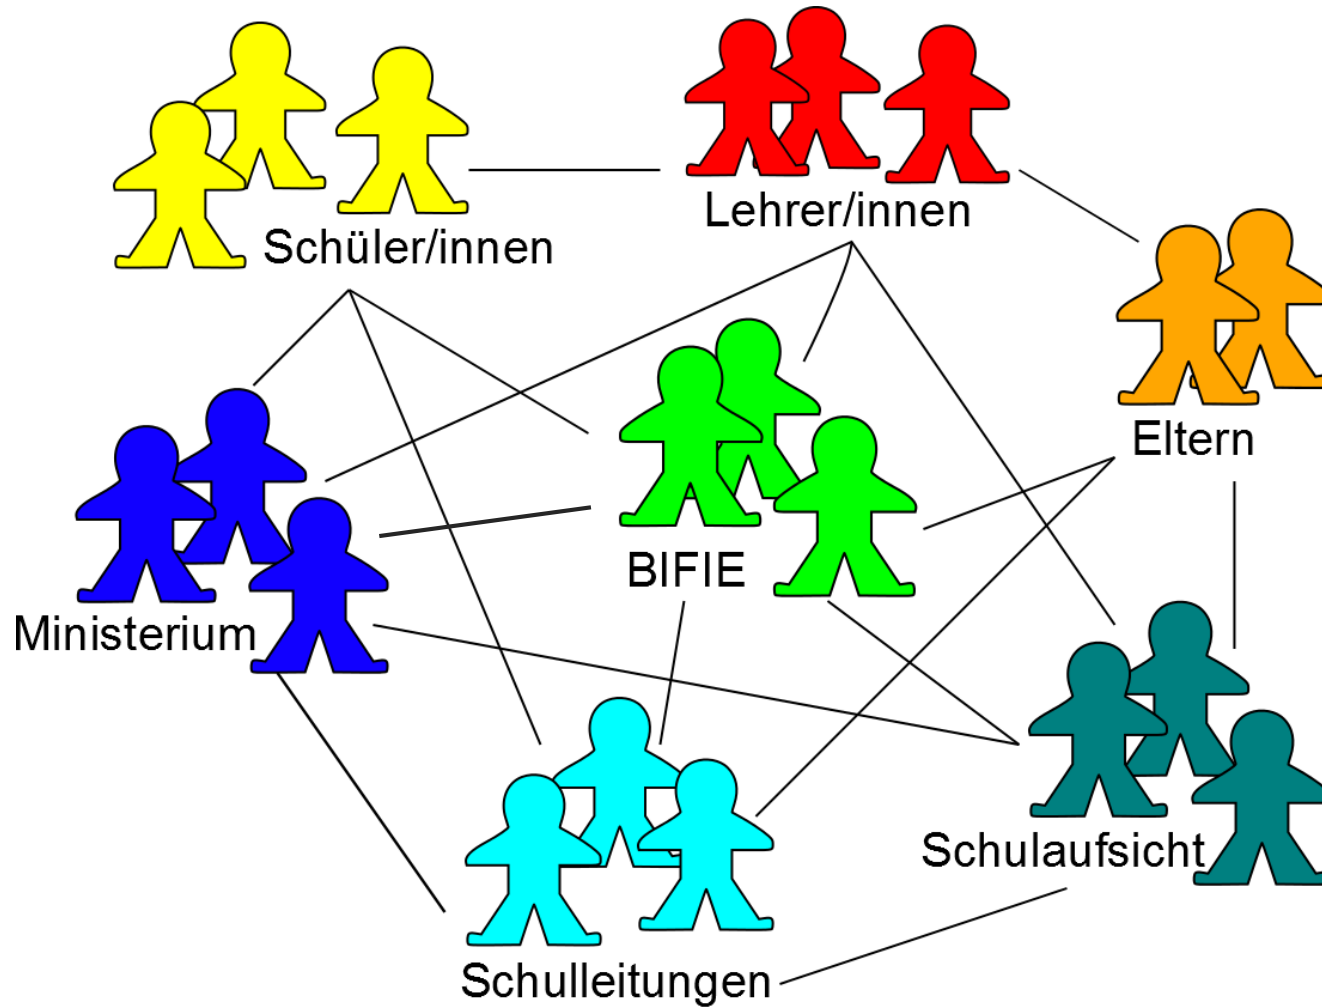 Lehrer/innen
Schüler/innen
Eltern
BIFIE
Ministerium
Schulaufsicht
Schulleitungen